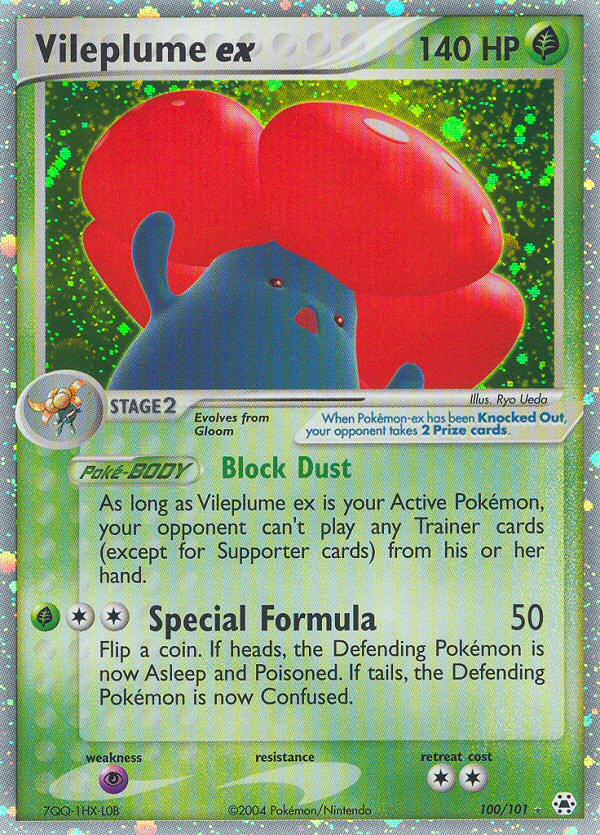 Vileplume ex 140 HP
Illus. Ryo Ueda
STAGE 2
Evolves from
Gloom
When Pokémon-ex has been Knocked Out,
your opponent takes 2 Prize cards.
Poké-BODY Block Dust
As long as Vileplume ex is your Active Pokémon,
your opponent can't play any Trainer cards
(except for Supporter cards) from his or her
hand.
Special Formula 50
Flip a coin. If heads, the Defending Pokémon is
now Asleep and Poisoned. If tails, the Defending
Pokémon is now Confused.
weakness resistance retreat cost
7QQ-1HX-L0B ©2004 Pokémon/Nintendo 100/101